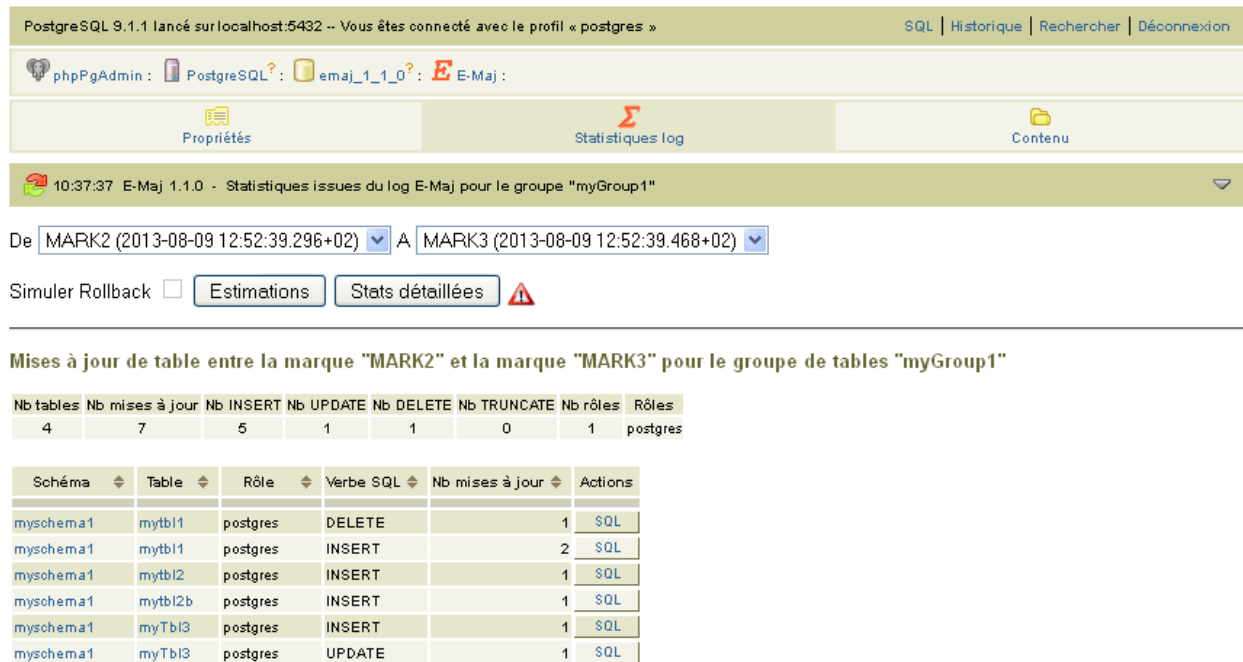 PostgreSQL 9.1.1 lancé sur localhost:5432 -- Vous êtes connecté avec le profil « postgres » SQL | Historique | Rechercher | Déconnexion
phpPgAdmin : PostgreSQL? : emaj_1_1_0? : E E-Maj :
Propriétés Statistiques log Contenu
10:37:37 E-Maj 1.1.0 - Statistiques issues du log E-Maj pour le groupe "myGroup1"
De MARK2 (2013-08-09 12:52:39.296+02) A MARK3 (2013-08-09 12:52:39.468+02)
Simuler Rollback Estimations Stats détaillées
Mises à jour de table entre la marque "MARK2" et la marque "MARK3" pour le groupe de tables "myGroup1"
Nb tables Nb mises à jour Nb INSERT Nb UPDATE Nb DELETE Nb TRUNCATE Nb rôles Rôles
4 7 5 1 1 0 1 postgres
Schéma Table Rôle Verbe SQL Nb mises à jour Actions
myschema1 mytbl1 postgres DELETE 1 SQL
myschema1 mytbl1 postgres INSERT 2 SQL
myschema1 mytbl2 postgres INSERT 1 SQL
myschema1 mytbl2b postgres INSERT 1 SQL
myschema1 myTbl3 postgres INSERT 1 SQL
myschema1 myTbl3 postgres UPDATE 1 SQL